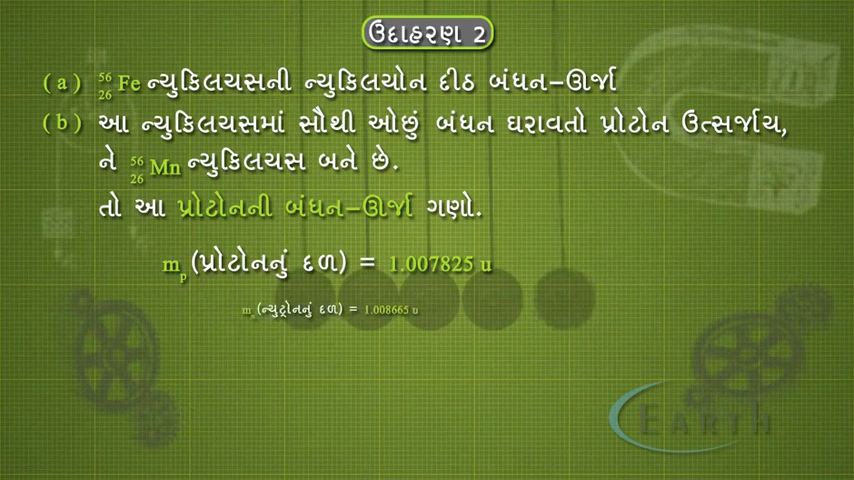 ઉદાહરણ 2
(a) ⁵⁶₂₆Fe ન્યુક્લિયસની ન્યુક્લિયોન દીઠ બંધન-ઊર્જા
(b) આ ન્યુક્લિયસમાં સૌથી ઓછું બંધન ધરાવતો પ્રોટોન ઉત્સર્જાય,
ને ⁵⁶₂₆Mn ન્યુક્લિયસ બને છે.
તો આ પ્રોટોનની બંધન-ઊર્જા ગણો.
mₚ(પ્રોટોનનું દળ) = 1.007825 u
mₙ(ન્યુટ્રોનનું દળ) = 1.008665 u
EARTH